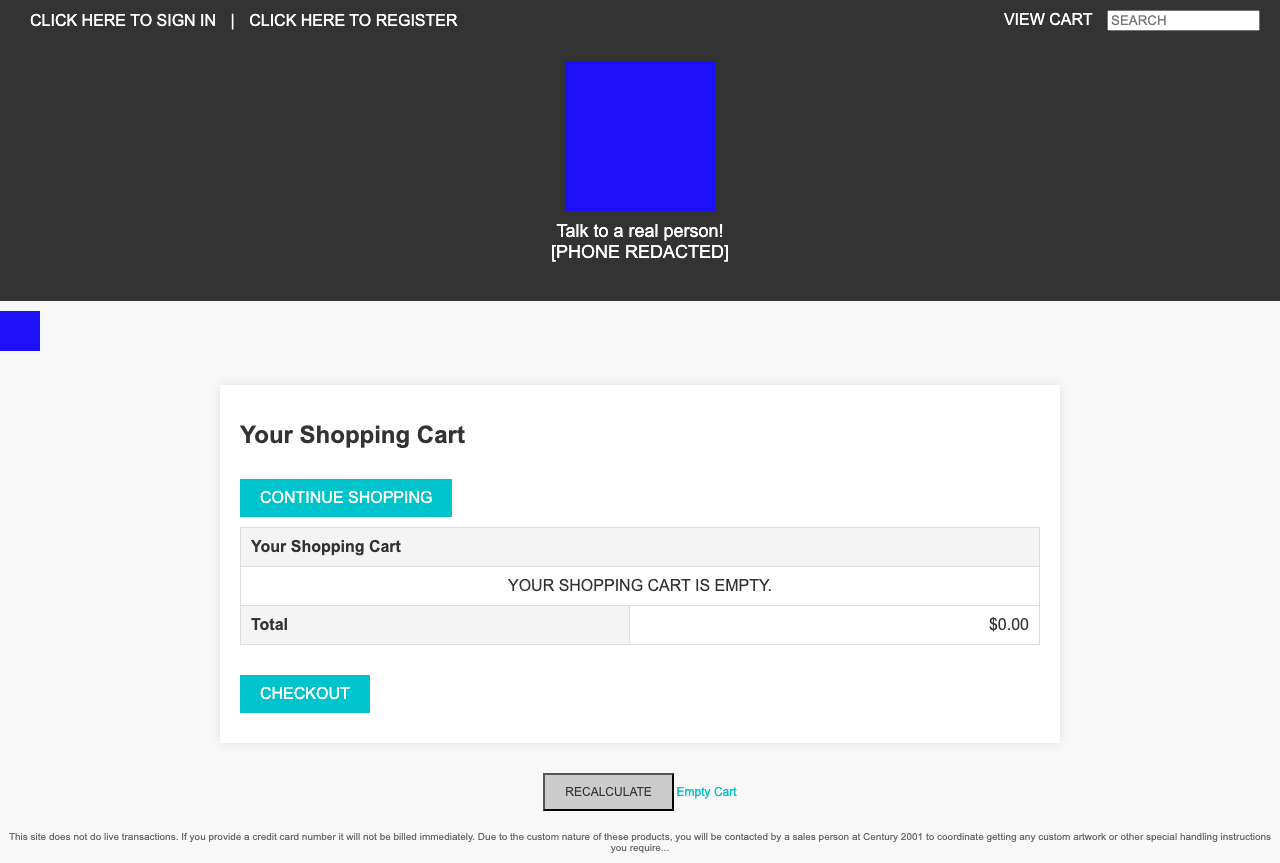 CLICK HERE TO SIGN IN | CLICK HERE TO REGISTER VIEW CART SEARCH
Talk to a real person!
[PHONE REDACTED]
Your Shopping Cart
CONTINUE SHOPPING
Your Shopping Cart
YOUR SHOPPING CART IS EMPTY.
Total $0.00
CHECKOUT
RECALCULATE Empty Cart
This site does not do live transactions. If you provide a credit card number it will not be billed immediately. Due to the custom nature of these products, you will be contacted by a sales person at Century 2001 to coordinate getting any custom artwork or other special handling instructions
you require...